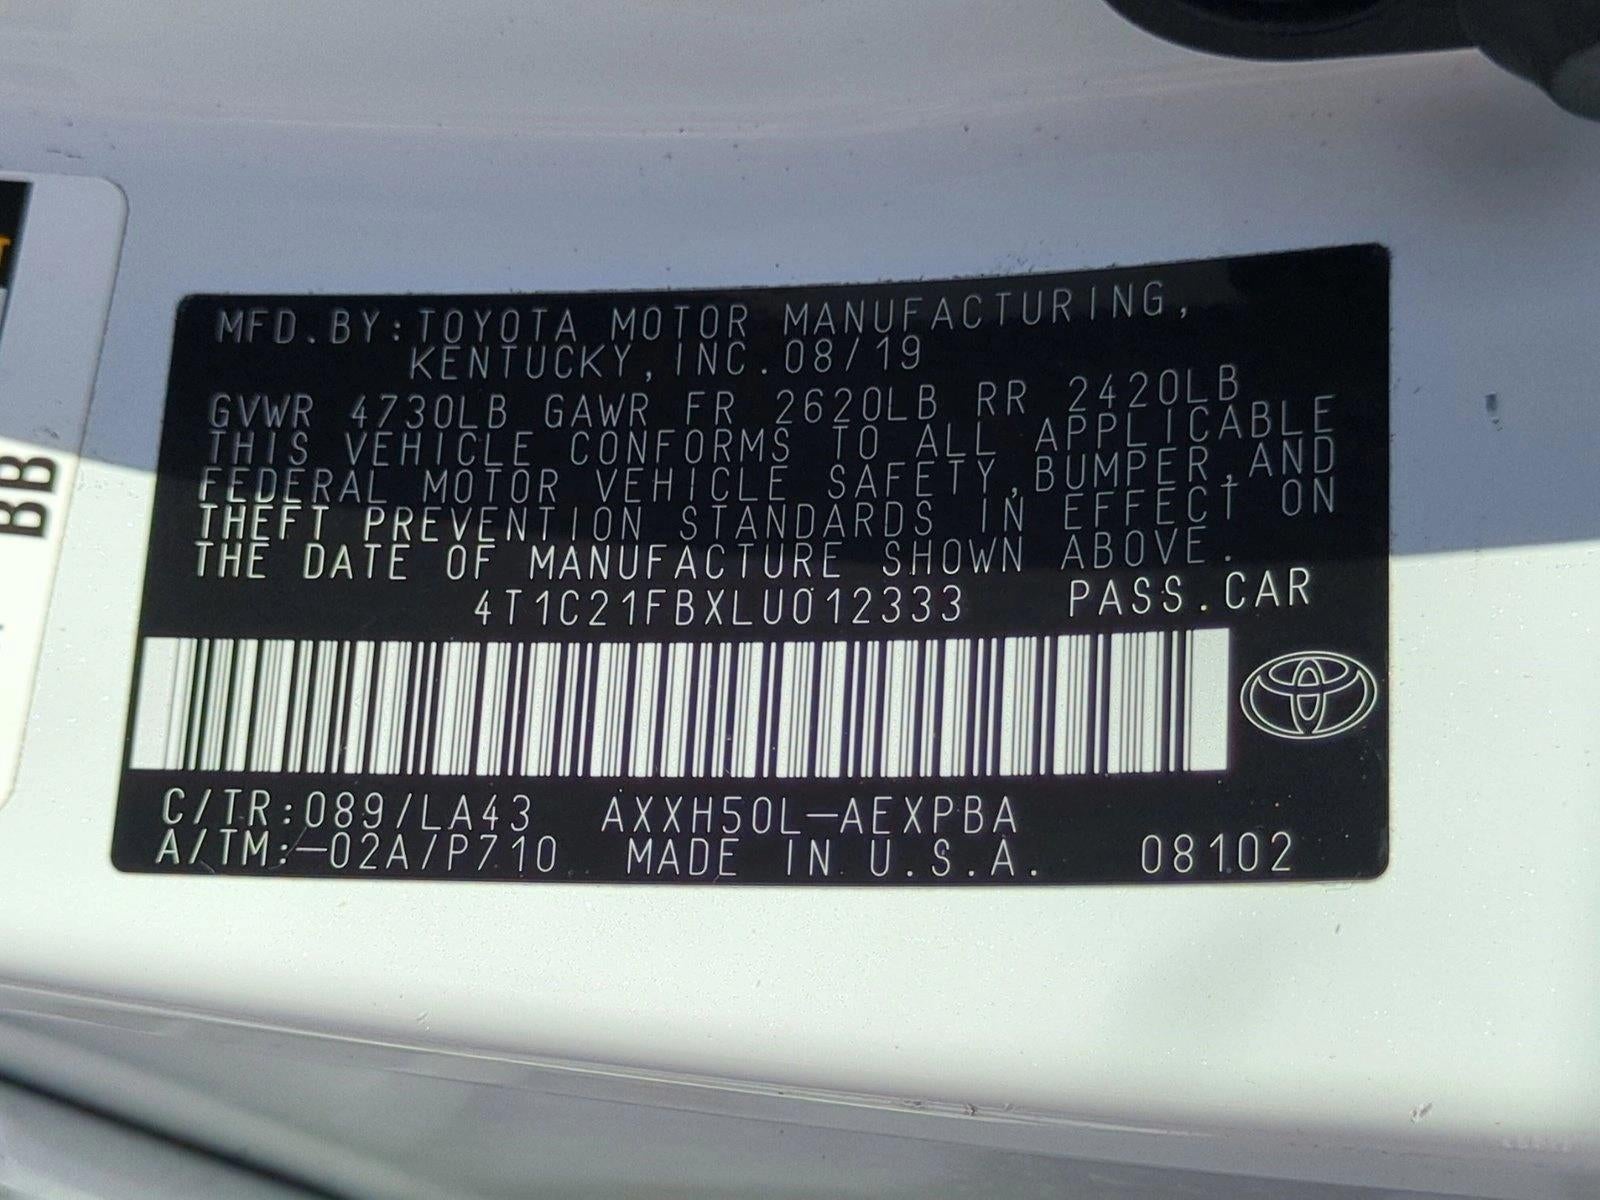 MFD.BY:TOYOTA MOTOR MANUFACTURING,
KENTUCKY,INC.08/19
GVWR 4730LB GAWR FR 2620LB RR 2420LB
THIS VEHICLE CONFORMS TO ALL APPLICABLE
FEDERAL MOTOR VEHICLE SAFETY,BUMPER,AND
THEFT PREVENTION STANDARDS IN EFFECT ON
THE DATE OF MANUFACTURE SHOWN ABOVE.
4T1C21FBXLU012333 PASS.CAR
C/TR:089/LA43 AXXH50L-AEXPBA
A/TM:-02A/P710 MADE IN U.S.A. 08102
BB